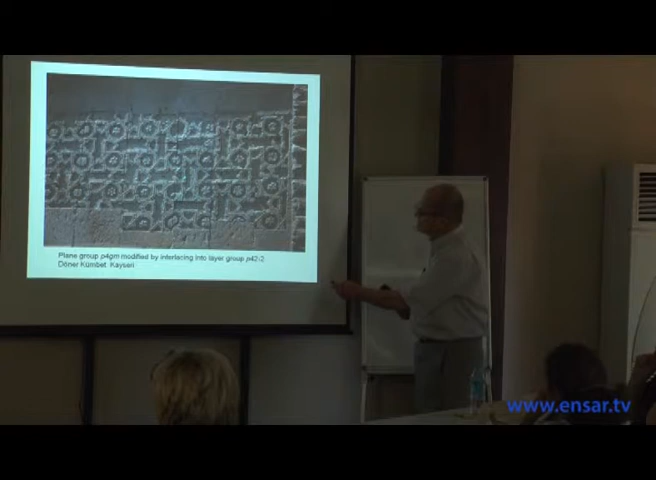 Plane group p4gm modified by interlacing into layer group p42₁2
Döner Kümbet Kayseri
www.ensar.tv